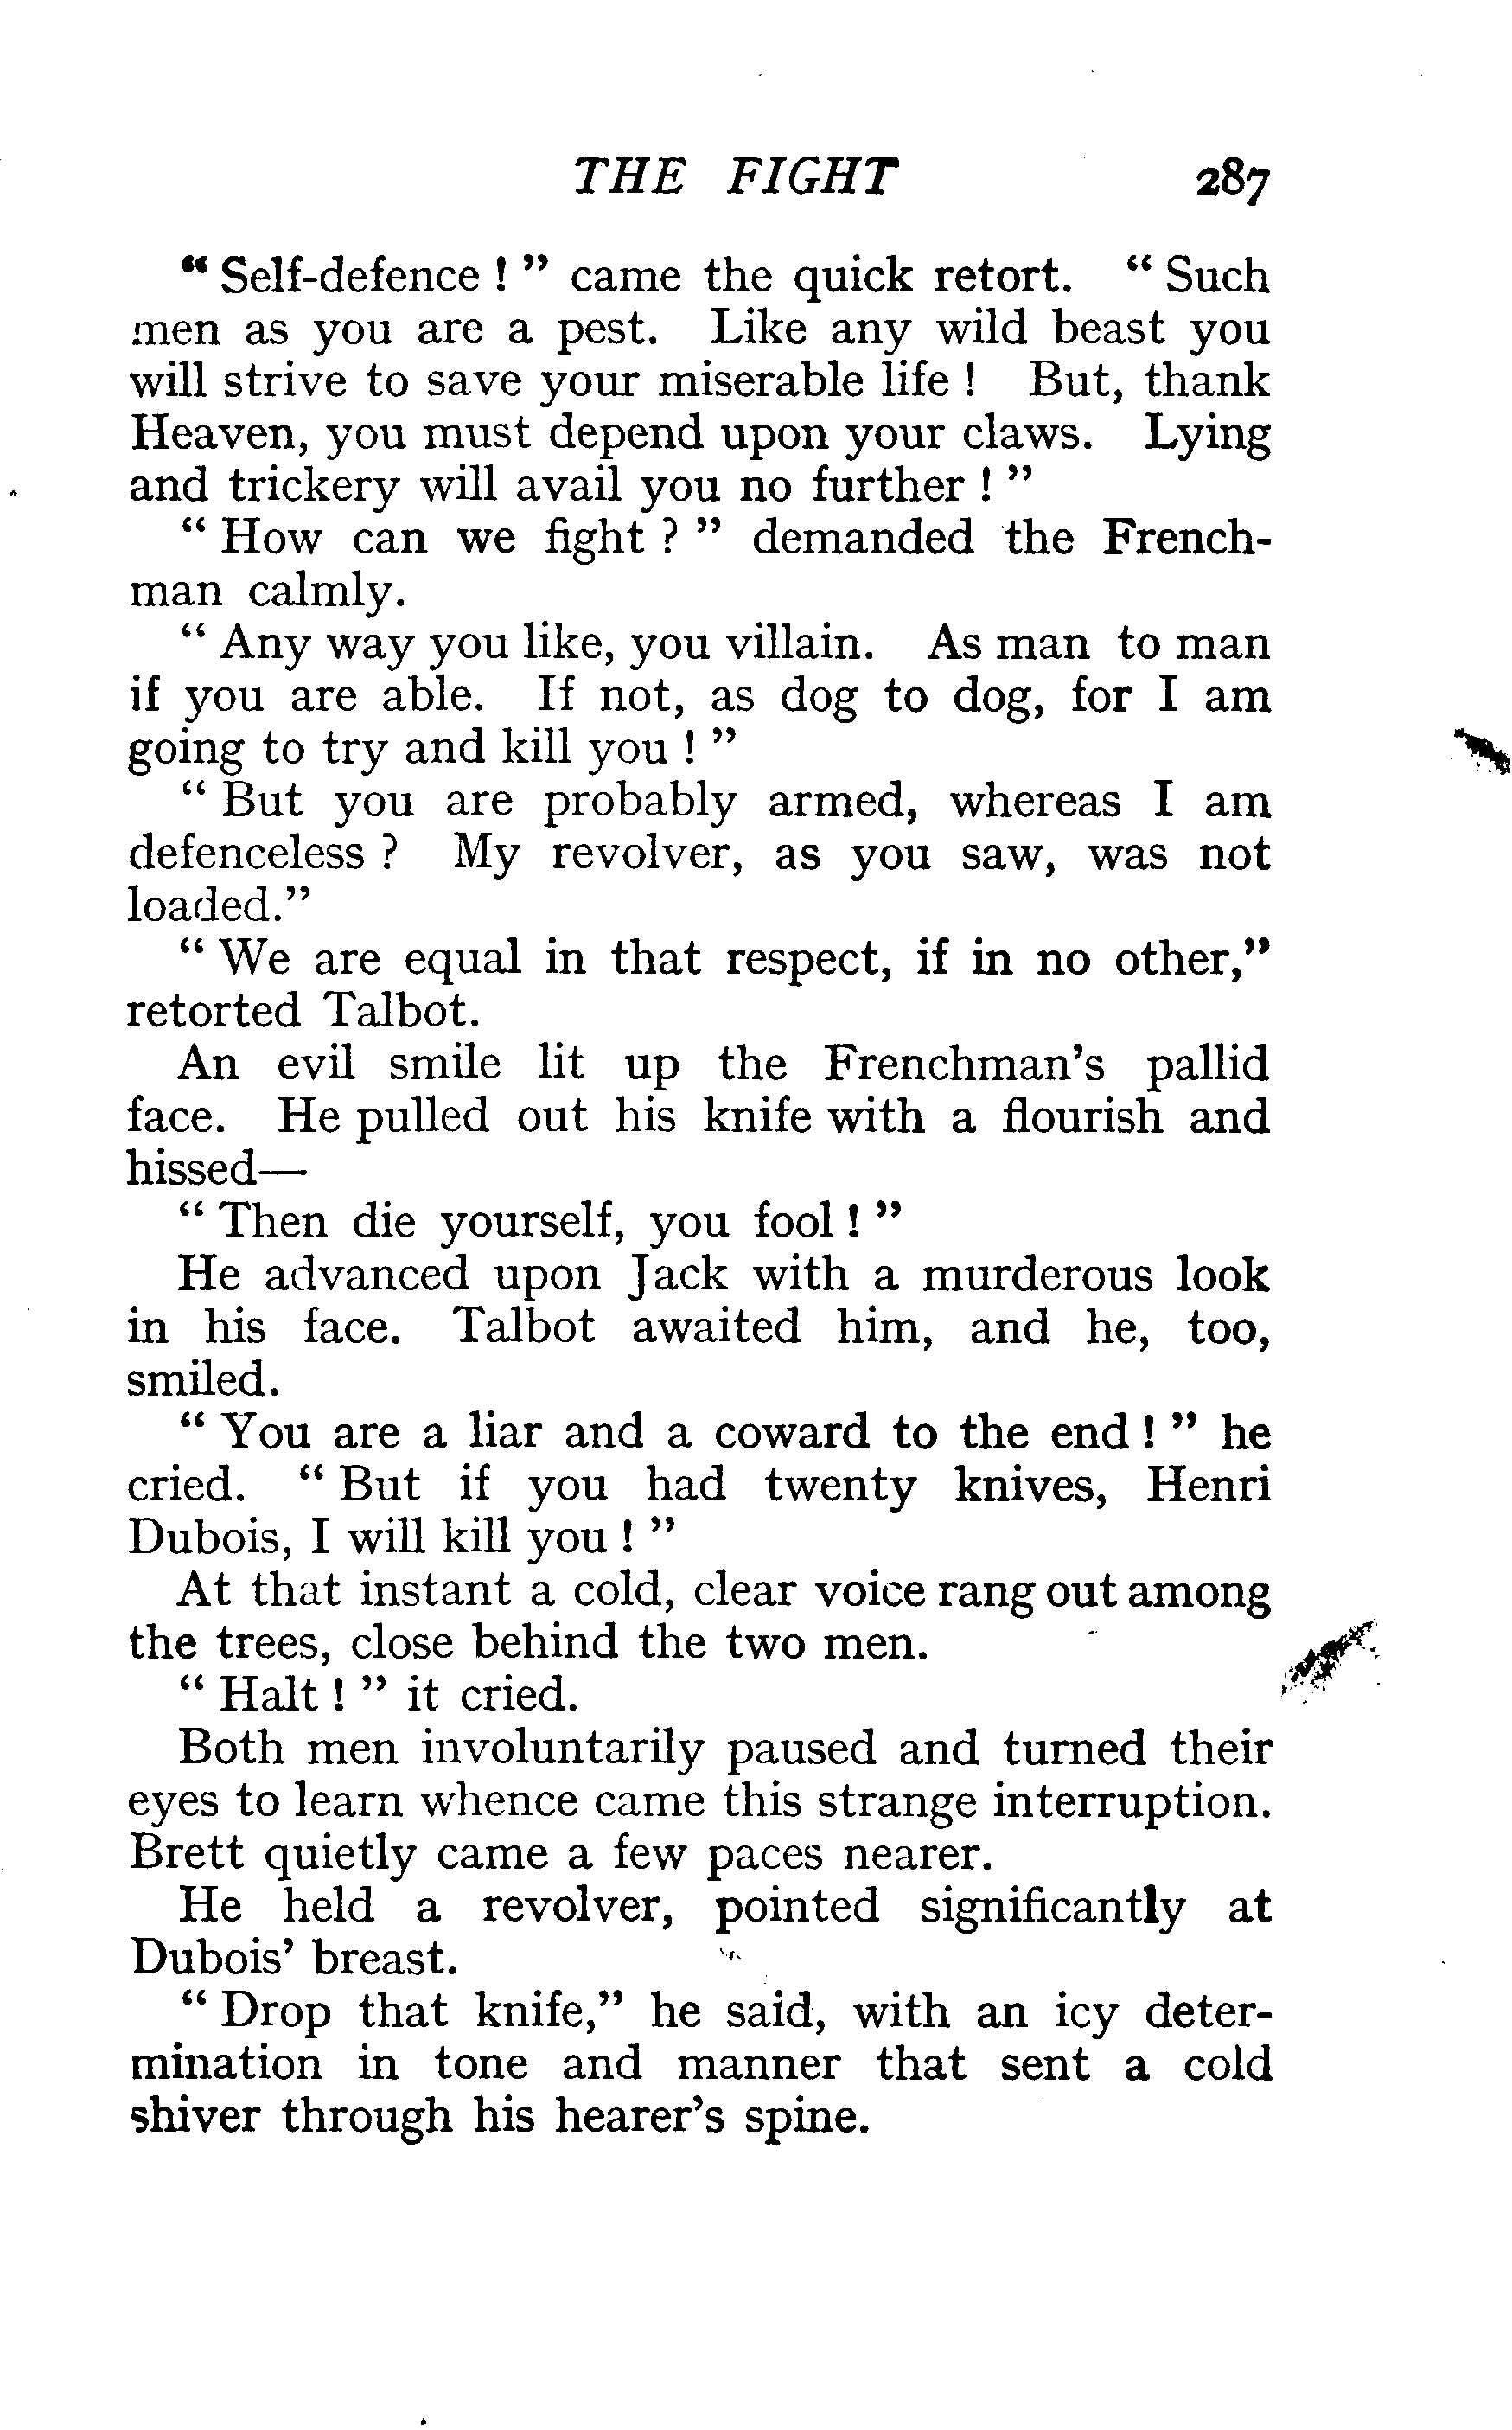 THE FIGHT 287
“ Self-defence ! ” came the quick retort. “ Such
men as you are a pest. Like any wild beast you
will strive to save your miserable life ! But, thank
Heaven, you must depend upon your claws. Lying
and trickery will avail you no further ! ”
“ How can we fight ? ” demanded the French-
man calmly.
“ Any way you like, you villain. As man to man
if you are able. If not, as dog to dog, for I am
going to try and kill you ! ”
“ But you are probably armed, whereas I am
defenceless ? My revolver, as you saw, was not
loaded.”
“ We are equal in that respect, if in no other,”
retorted Talbot.
An evil smile lit up the Frenchman’s pallid
face. He pulled out his knife with a flourish and
hissed—
“ Then die yourself, you fool ! ”
He advanced upon Jack with a murderous look
in his face. Talbot awaited him, and he, too,
smiled.
“ You are a liar and a coward to the end ! ” he
cried. “ But if you had twenty knives, Henri
Dubois, I will kill you ! ”
At that instant a cold, clear voice rang out among
the trees, close behind the two men.
“ Halt ! ” it cried.
Both men involuntarily paused and turned their
eyes to learn whence came this strange interruption.
Brett quietly came a few paces nearer.
He held a revolver, pointed significantly at
Dubois’ breast.
“ Drop that knife,” he said, with an icy deter-
mination in tone and manner that sent a cold
shiver through his hearer’s spine.